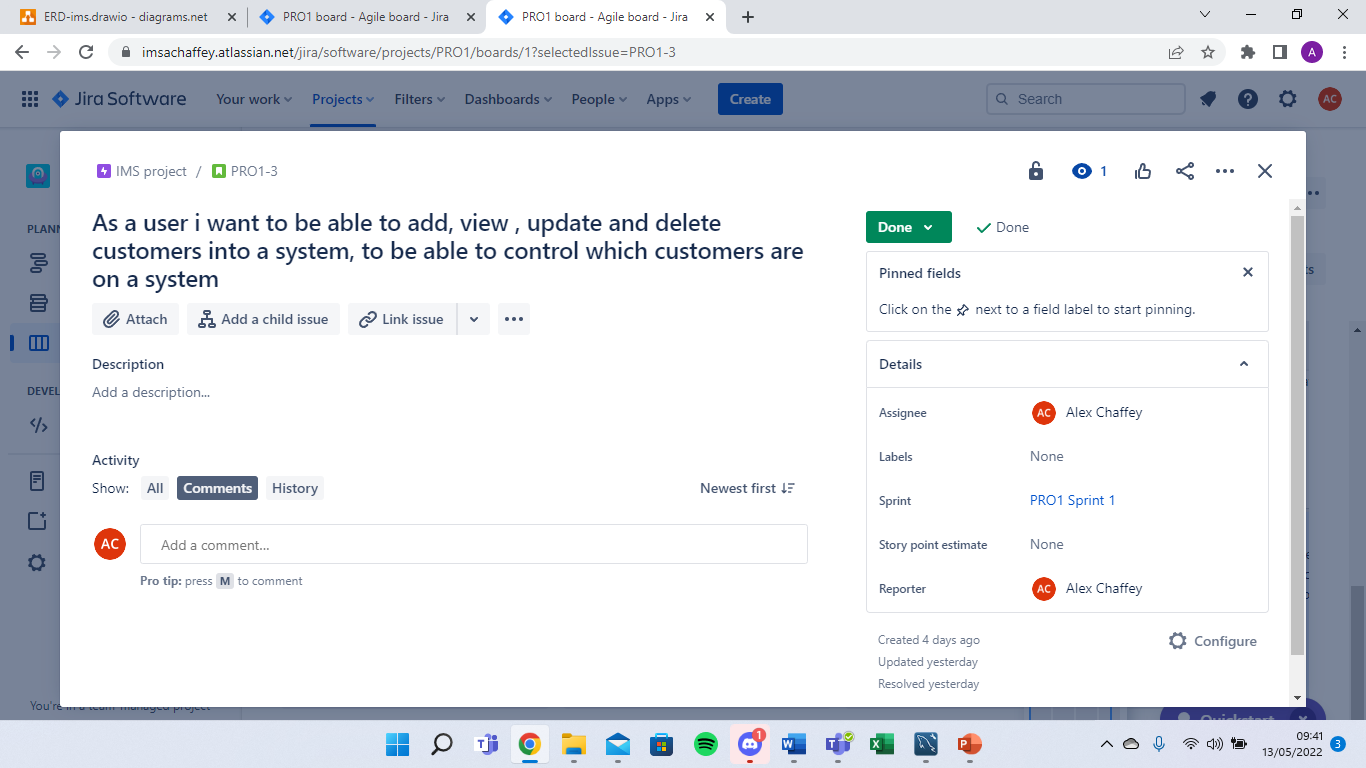 ERD-ims.drawio - diagrams.net
PRO1 board - Agile board - Jira
PRO1 board - Agile board - Jira
imsachaffey.atlassian.net/jira/software/projects/PRO1/boards/1?selectedIssue=PRO1-3
A
Jira Software
Your work
Projects
Filters
Dashboards
People
Apps
Create
Search
AC
IMS project / PRO1-3
1
PLANN
DEVEL
As a user i want to be able to add, view , update and delete
customers into a system, to be able to control which customers are
on a system
Attach
Add a child issue
Link issue
Description
Add a description...
Activity
Show:
All
Comments
History
Newest first
AC
Add a comment...
Pro tip: press M to comment
Done
Done
Pinned fields
Click on the next to a field label to start pinning.
Details
Assignee
AC Alex Chaffey
Labels
None
Sprint
PRO1 Sprint 1
Story point estimate
None
Reporter
AC Alex Chaffey
Created 4 days ago
Updated yesterday
Resolved yesterday
Configure
You're in a team-managed project
Quickstart
1
09:41
13/05/2022
3